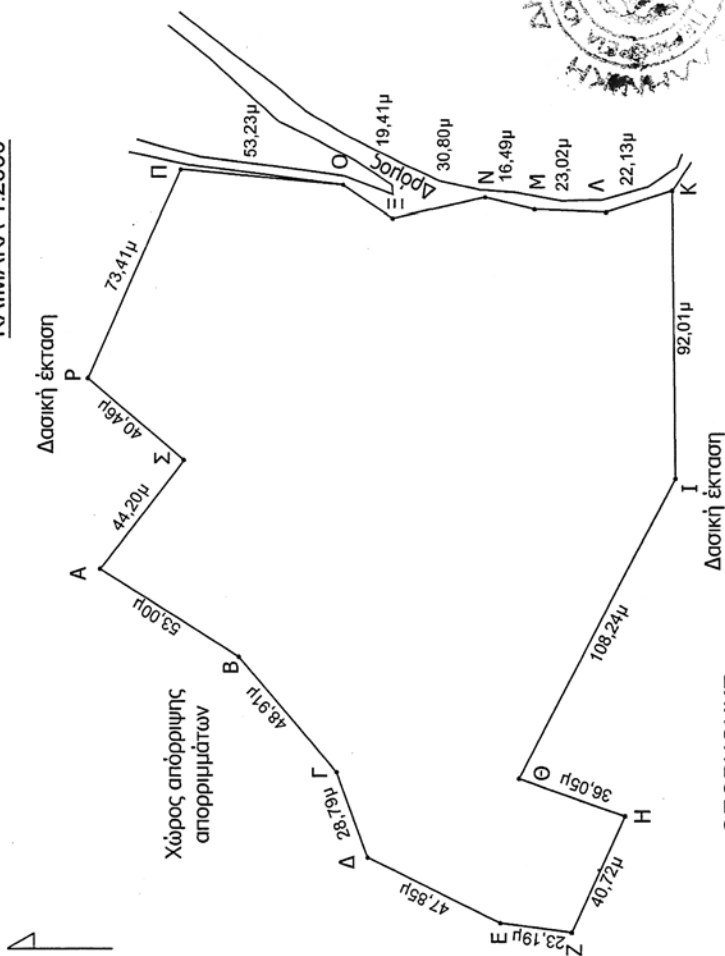 Δασική έκταση
Ρ
73,41μ
Π
53,23μ
Ο
19,41μ
Δρόμος
Ξ
30,80μ
Ν
16,49μ
Μ
23,02μ
Λ
22,13μ
Κ
92,01μ
Ι
Δασική έκταση
108,24μ
Θ
36,05μ
Η
40,72μ
Ζ
23,19μ
Ε
47,85μ
Δ
28,79μ
Γ
48,91μ
Β
53,00μ
Α
44,20μ
Σ
40,46μ
Χώρος απόρριψης
απορριμμάτων